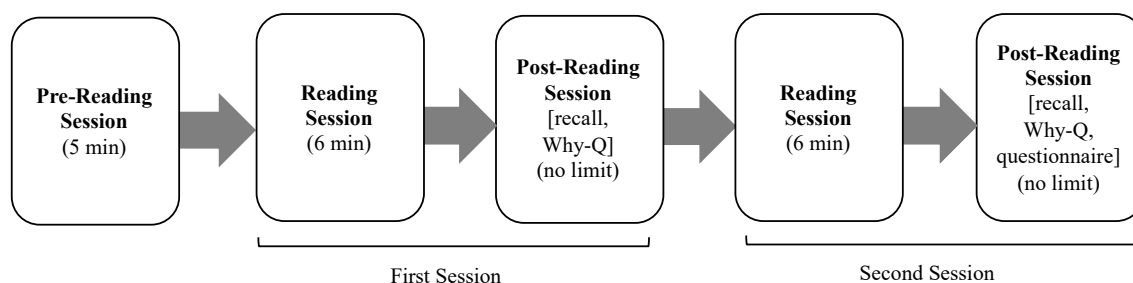 Pre-Reading
Session
(5 min)
Reading
Session
(6 min)
Post-Reading
Session
[recall,
Why-Q]
(no limit)
Reading
Session
(6 min)
Post-Reading
Session
[recall,
Why-Q,
questionnaire]
(no limit)
First Session
Second Session